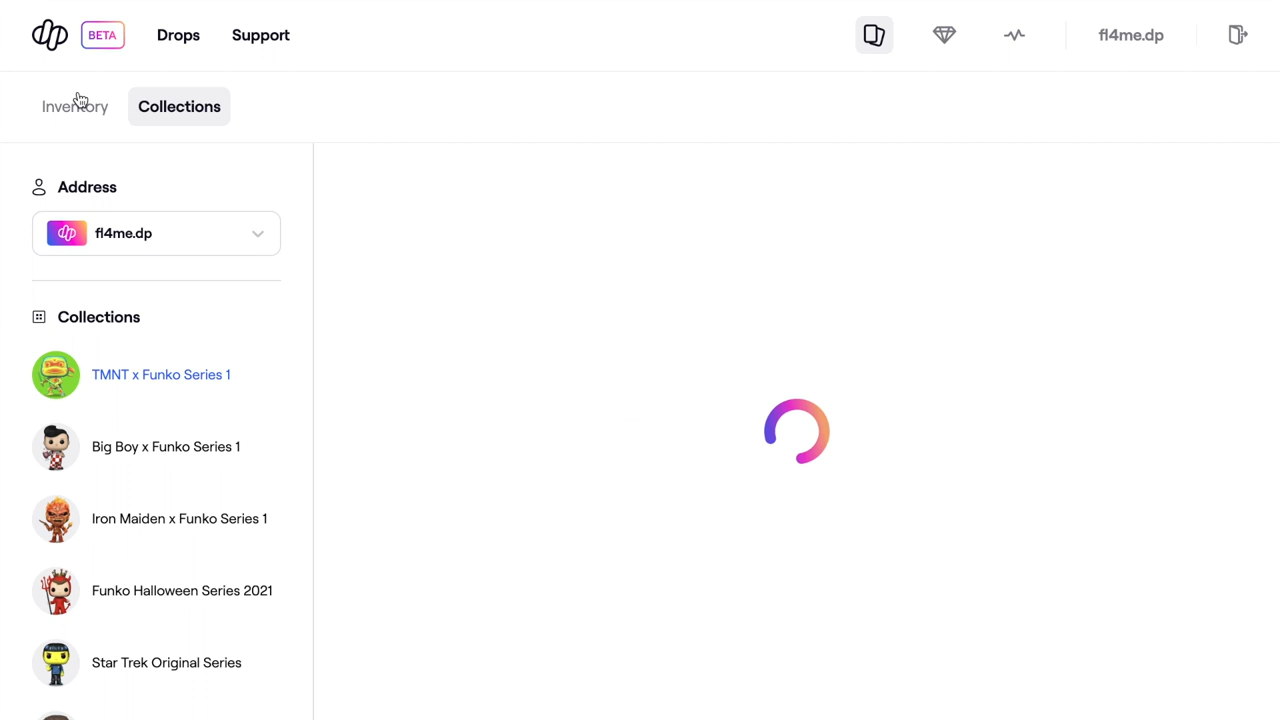 BETA
Drops
Support
fl4me.dp
Inventory
Collections
Address
fl4me.dp
Collections
TMNT x Funko Series 1
Big Boy x Funko Series 1
Iron Maiden x Funko Series 1
Funko Halloween Series 2021
Star Trek Original Series